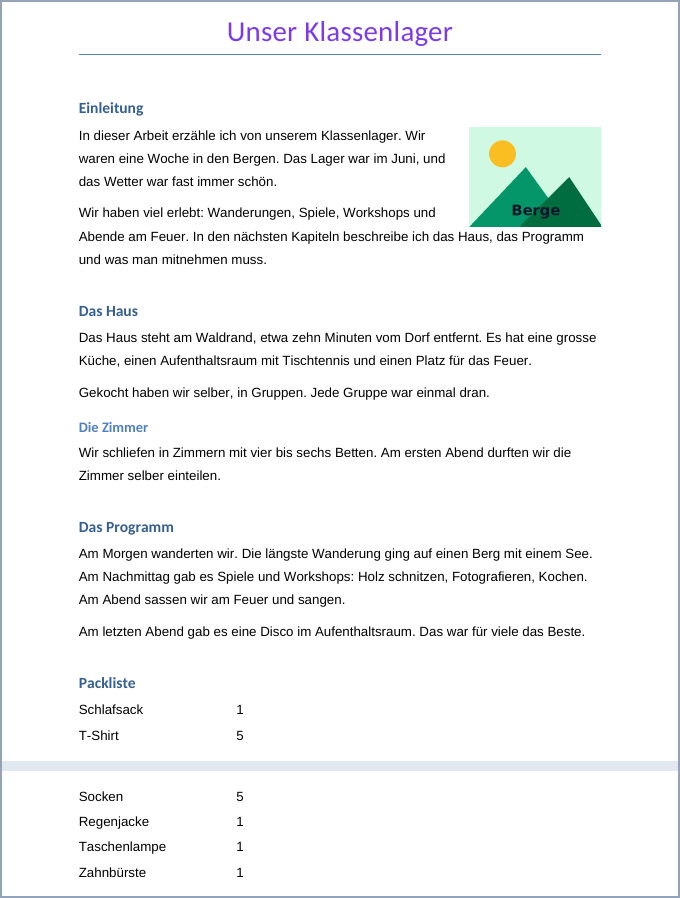 Unser Klassenlager
Einleitung
In dieser Arbeit erzähle ich von unserem Klassenlager. Wir
waren eine Woche in den Bergen. Das Lager war im Juni, und
das Wetter war fast immer schön.
Berge
Wir haben viel erlebt: Wanderungen, Spiele, Workshops und
Abende am Feuer. In den nächsten Kapiteln beschreibe ich das Haus, das Programm
und was man mitnehmen muss.
Das Haus
Das Haus steht am Waldrand, etwa zehn Minuten vom Dorf entfernt. Es hat eine grosse
Küche, einen Aufenthaltsraum mit Tischtennis und einen Platz für das Feuer.
Gekocht haben wir selber, in Gruppen. Jede Gruppe war einmal dran.
Die Zimmer
Wir schliefen in Zimmern mit vier bis sechs Betten. Am ersten Abend durften wir die
Zimmer selber einteilen.
Das Programm
Am Morgen wanderten wir. Die längste Wanderung ging auf einen Berg mit einem See.
Am Nachmittag gab es Spiele und Workshops: Holz schnitzen, Fotografieren, Kochen.
Am Abend sassen wir am Feuer und sangen.
Am letzten Abend gab es eine Disco im Aufenthaltsraum. Das war für viele das Beste.
Packliste
Schlafsack 1
T-Shirt 5
Socken 5
Regenjacke 1
Taschenlampe 1
Zahnbürste 1